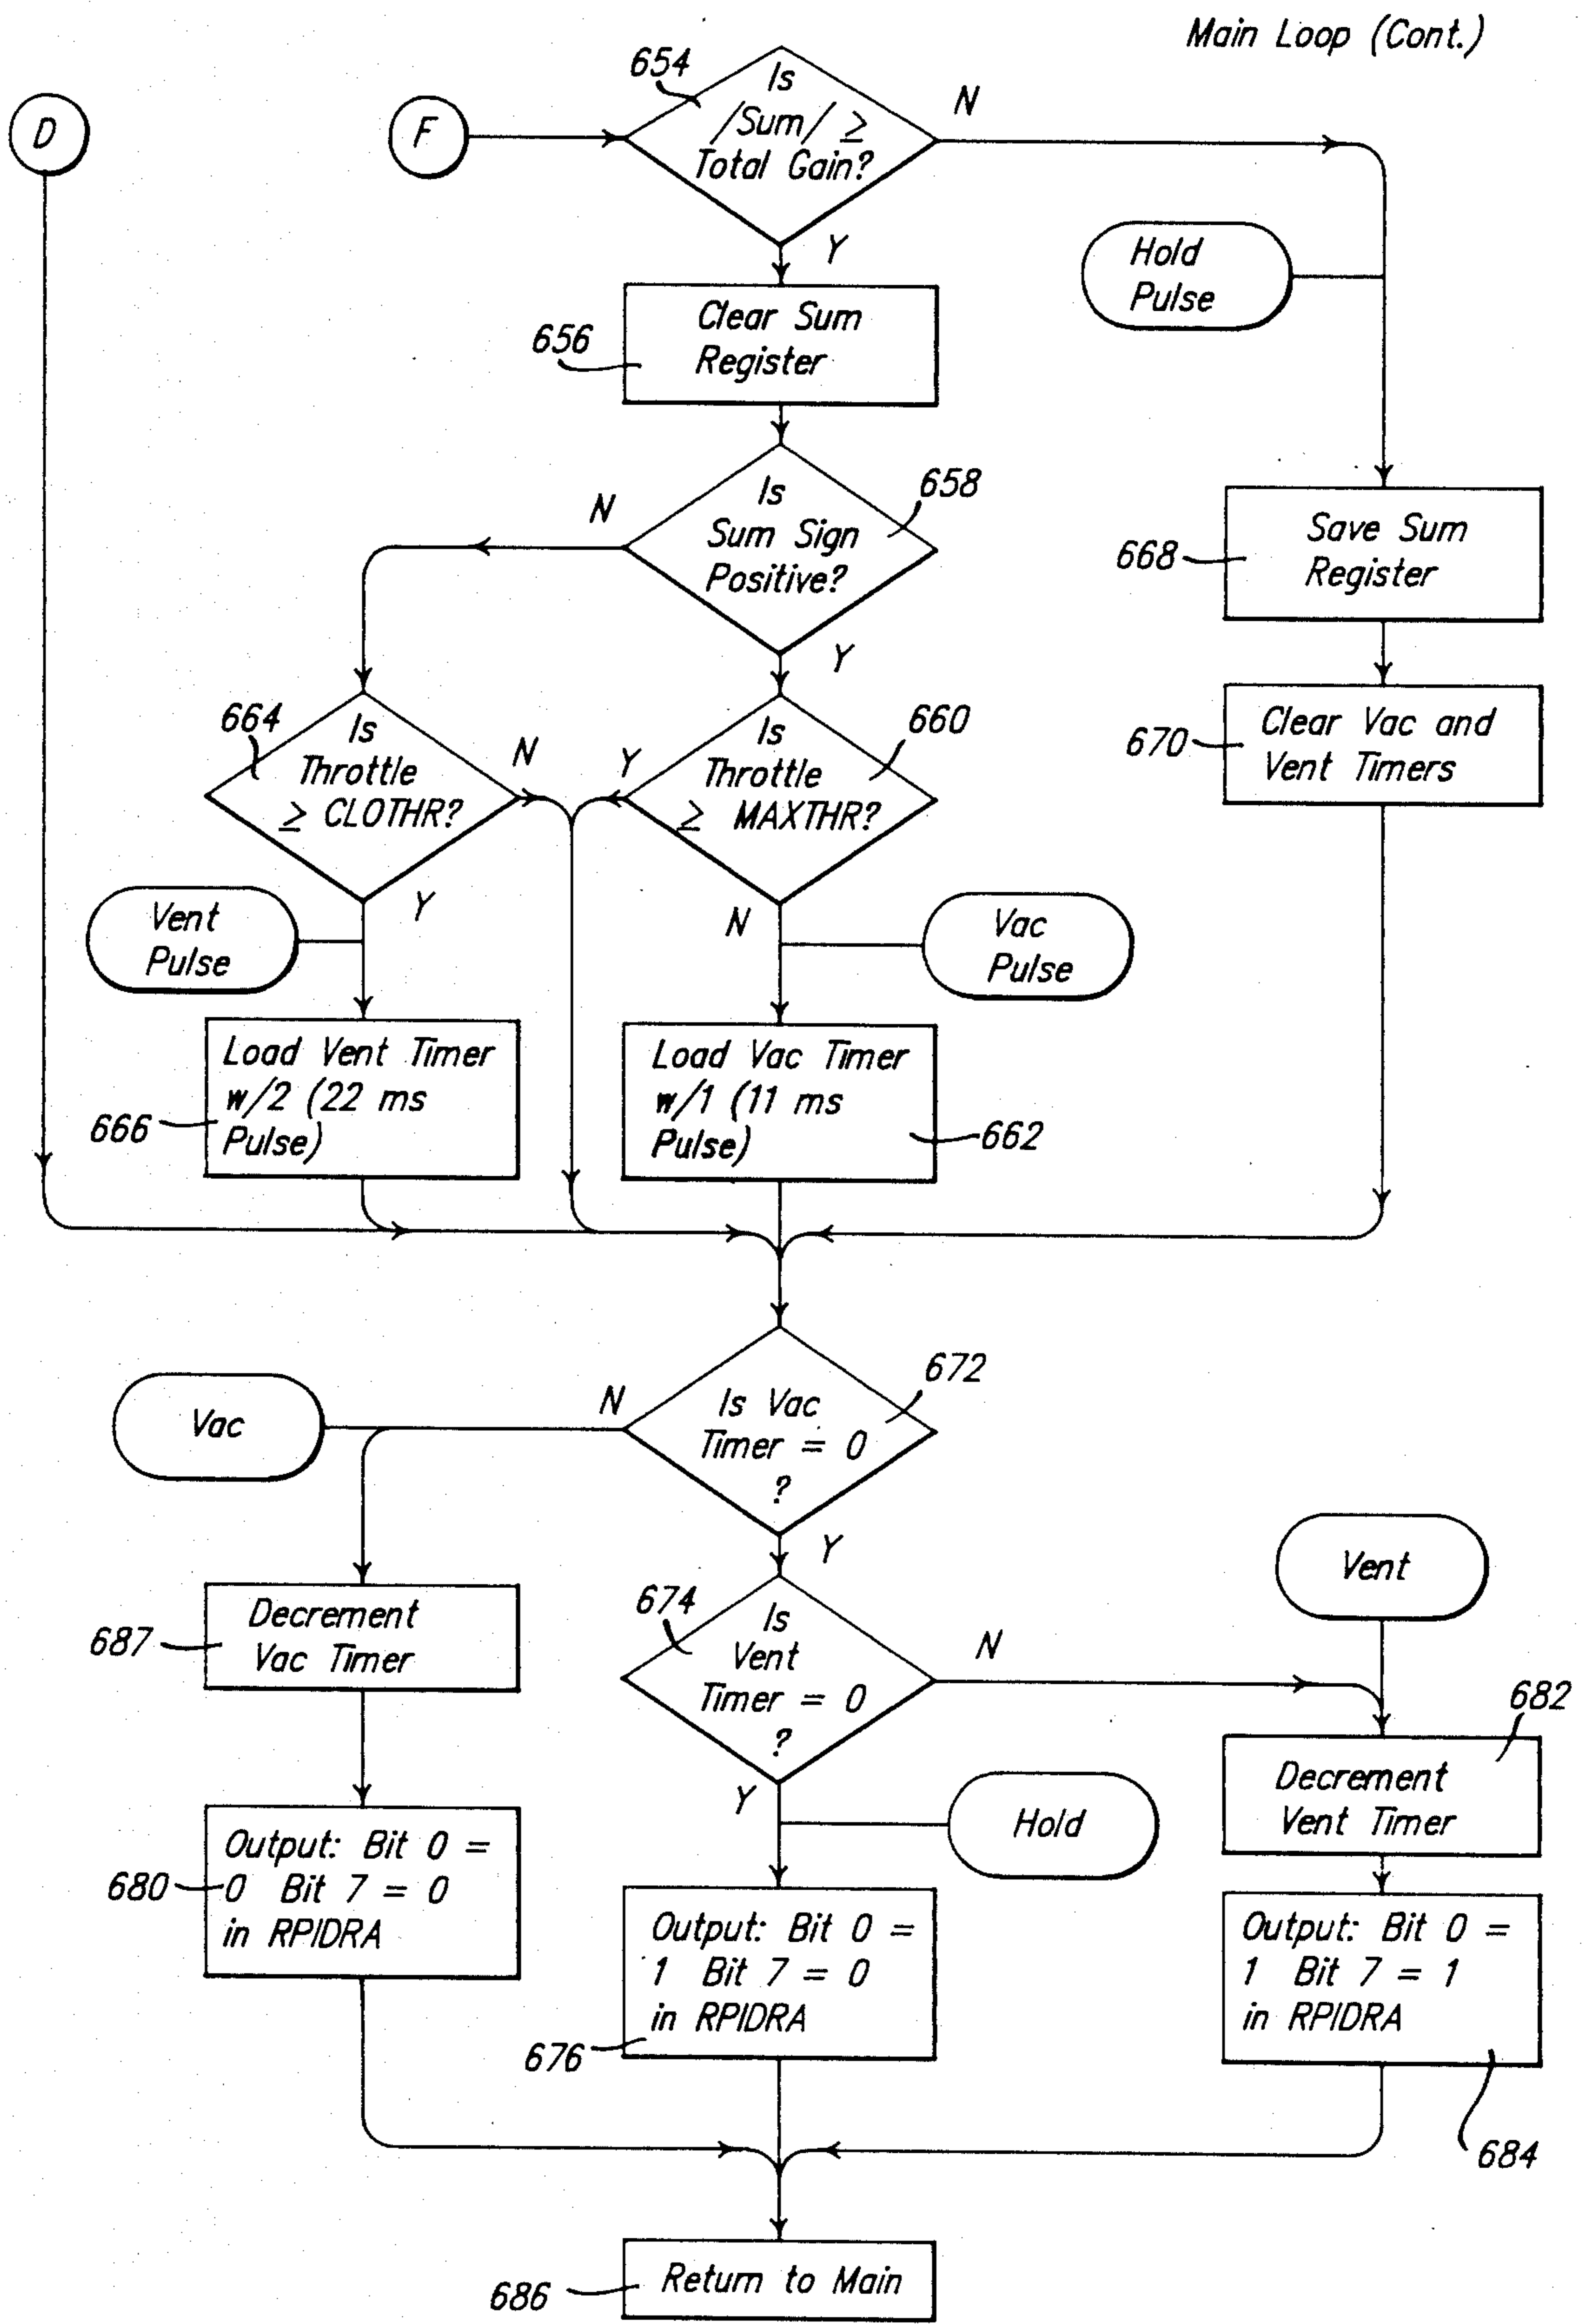 Main Loop (Cont.)
D
F
654
Is
/Sum/ ≥
Total Gain?
N
Y
Hold
Pulse
656
Clear Sum
Register
658
Is
Sum Sign
Positive?
N
Y
668
Save Sum
Register
664
Is
Throttle
≥ CLOTHR?
N
Y
660
Is
Throttle
≥ MAXTHR?
Y
N
670
Clear Vac and
Vent Timers
Vent
Pulse
Vac
Pulse
666
Load Vent Timer
w/2 (22 ms
Pulse)
Load Vac Timer
w/1 (11 ms
Pulse)
662
672
Is Vac
Timer = 0
?
N
Y
Vac
Vent
687
Decrement
Vac Timer
674
Is
Vent
Timer = 0
?
N
Y
682
Decrement
Vent Timer
Hold
680
Output: Bit 0 =
0 Bit 7 = 0
in RPIDRA
676
Output: Bit 0 =
1 Bit 7 = 0
in RPIDRA
Output: Bit 0 =
1 Bit 7 = 1
in RPIDRA
684
686
Return to Main